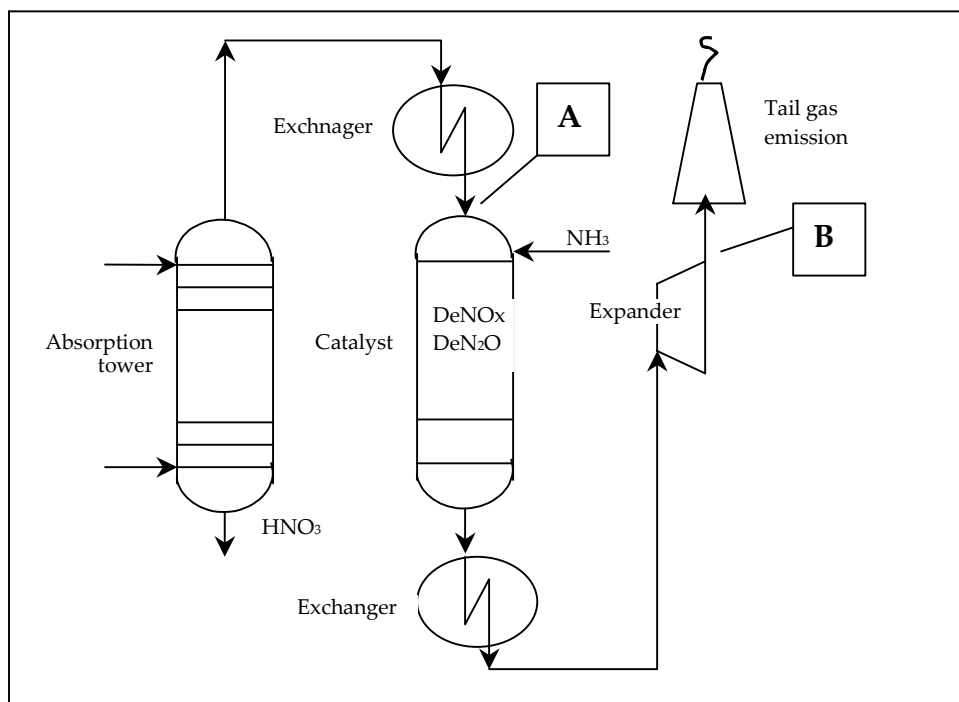 Exchnager
A
Tail gas
emission
NH₃
B
DeNOx
DeN₂O
Expander
Absorption
tower
Catalyst
HNO₃
Exchanger